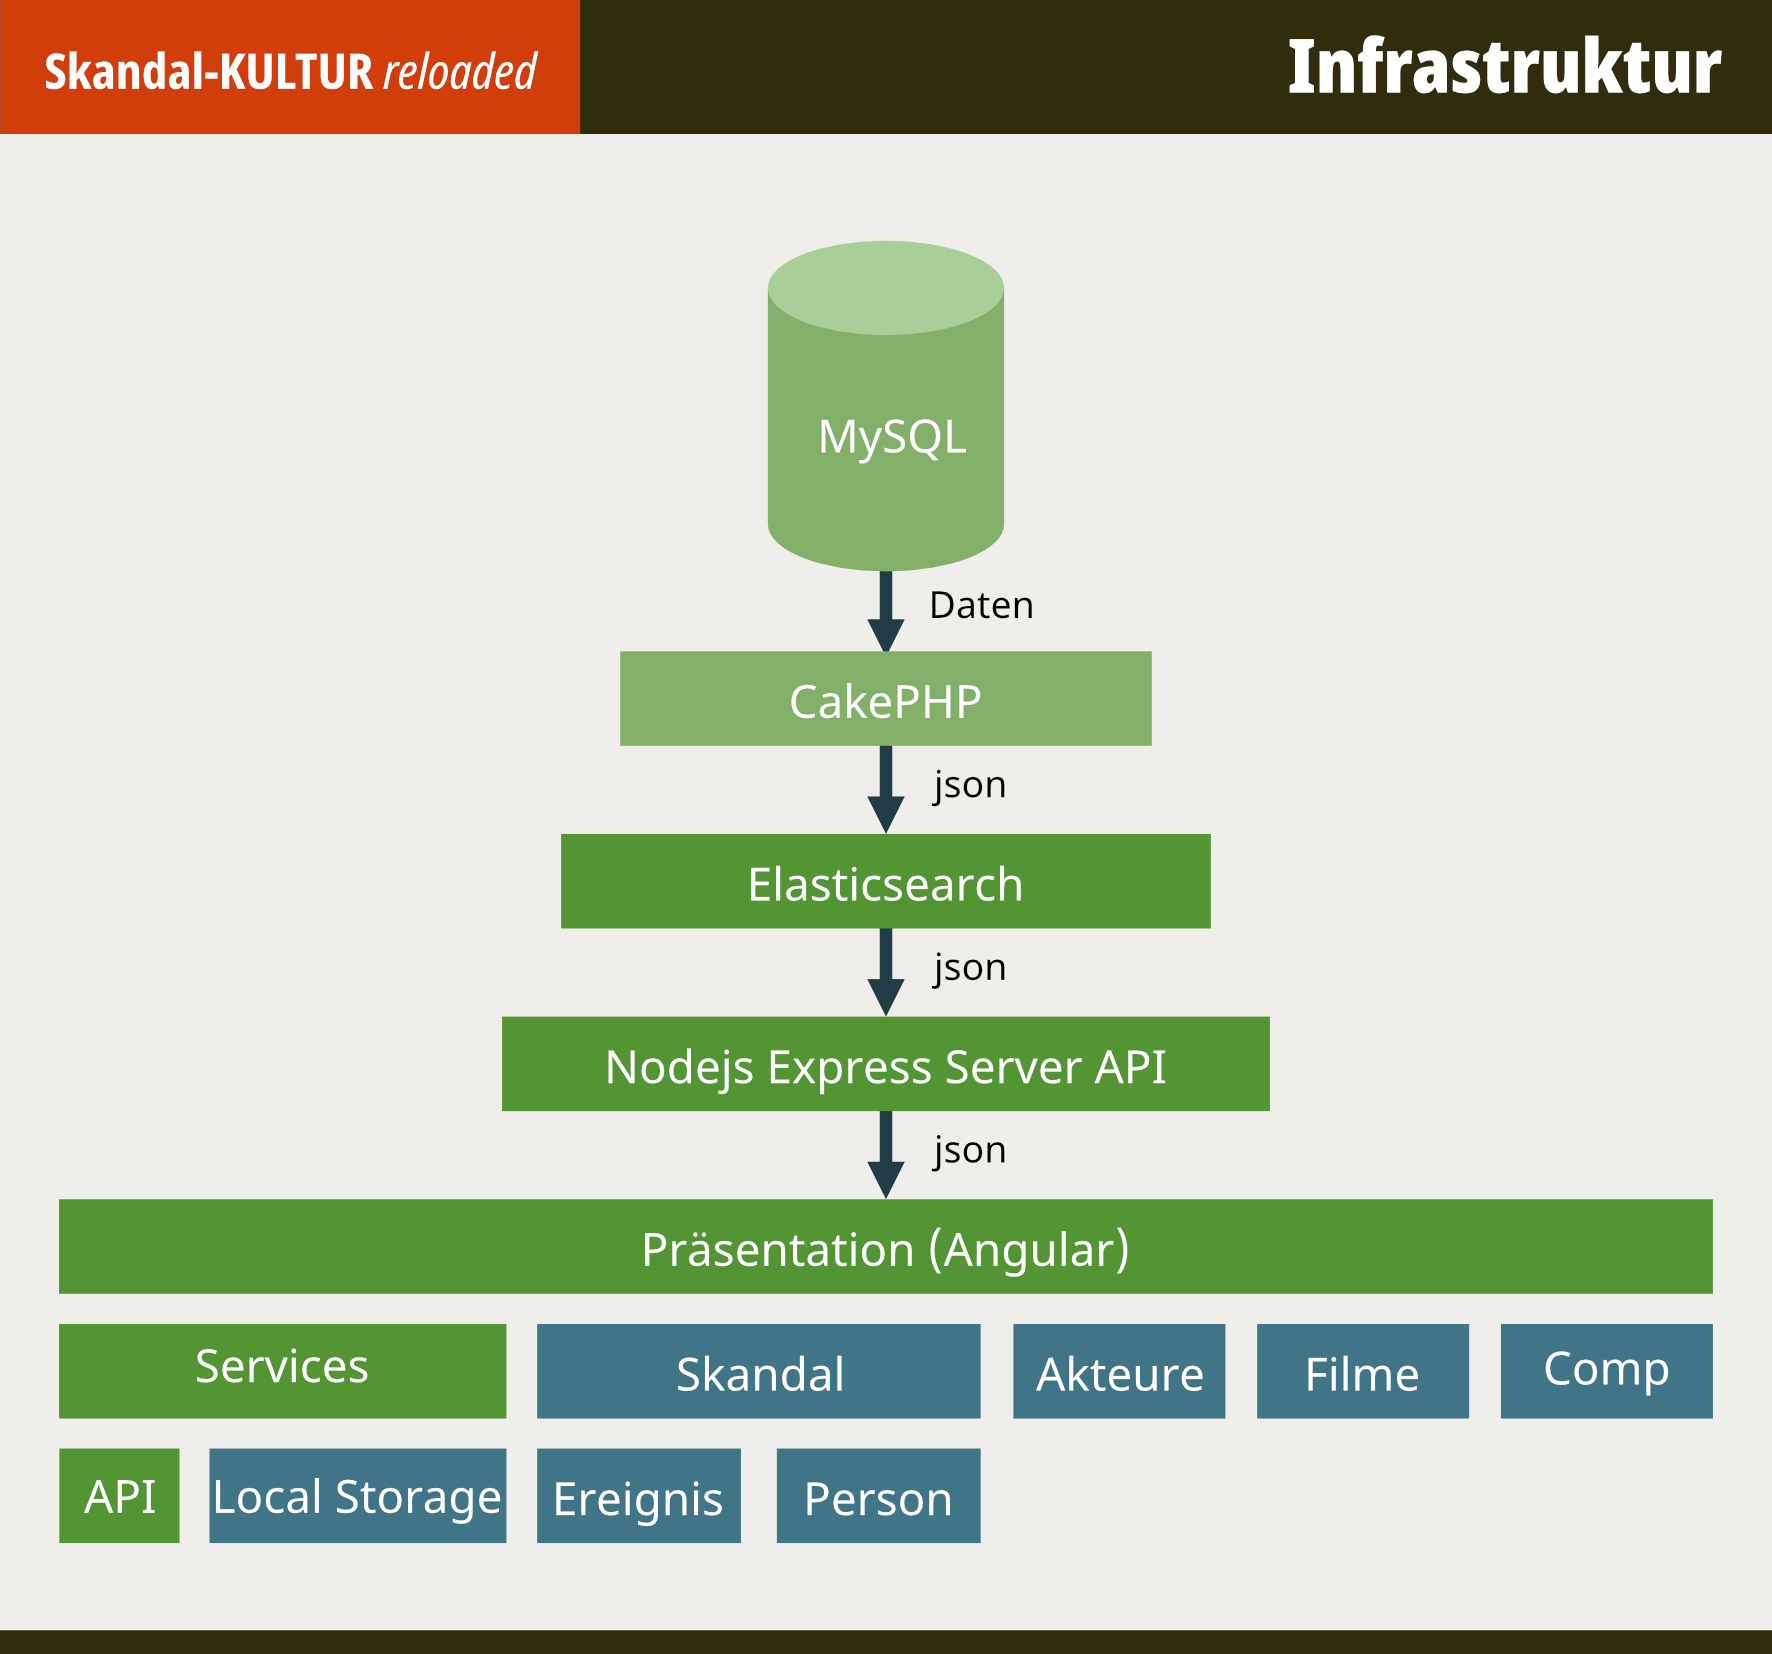 Skandal-KULTUR reloaded
Infrastruktur
MySQL
Daten
CakePHP
json
Elasticsearch
json
Nodejs Express Server API
json
Präsentation (Angular)
Services
Skandal
Akteure
Filme
Comp
API
Local Storage
Ereignis
Person